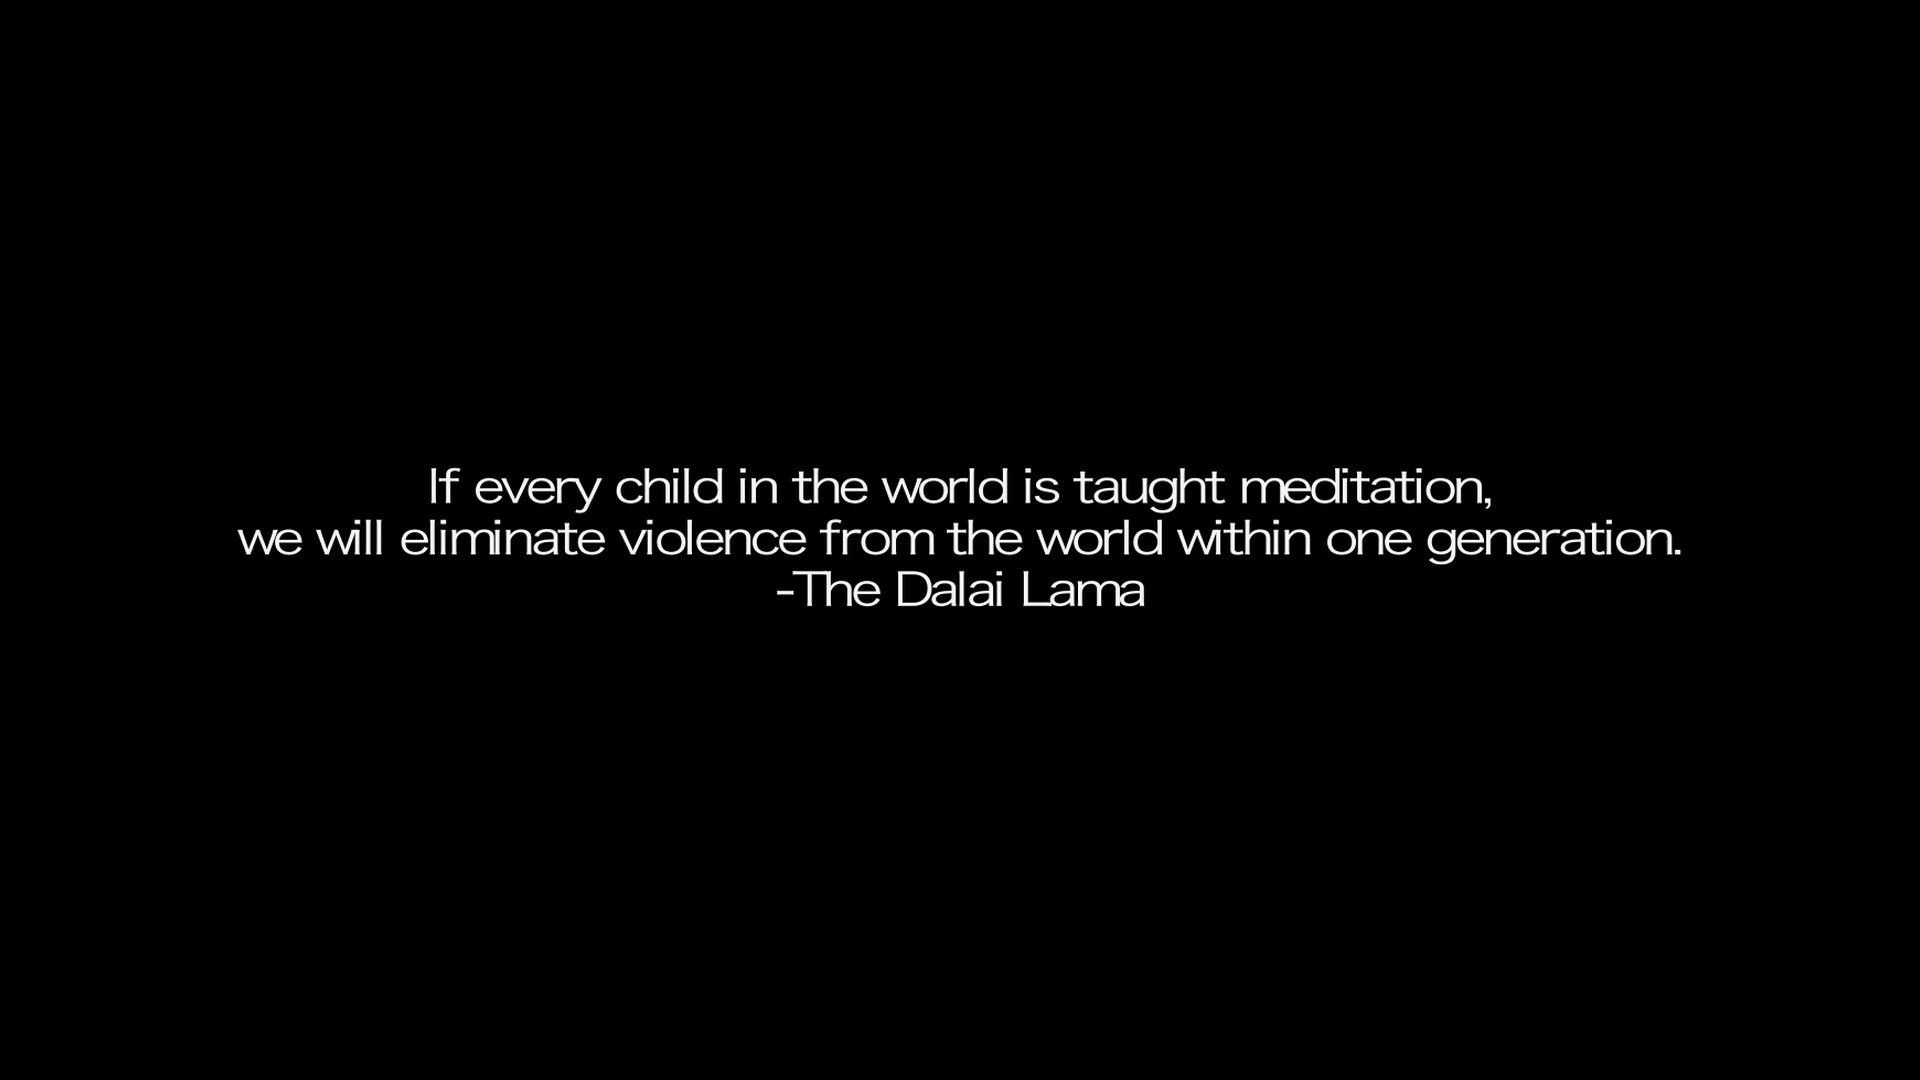 If every child in the world is taught meditation,
we will eliminate violence from the world within one generation.
-The Dalai Lama